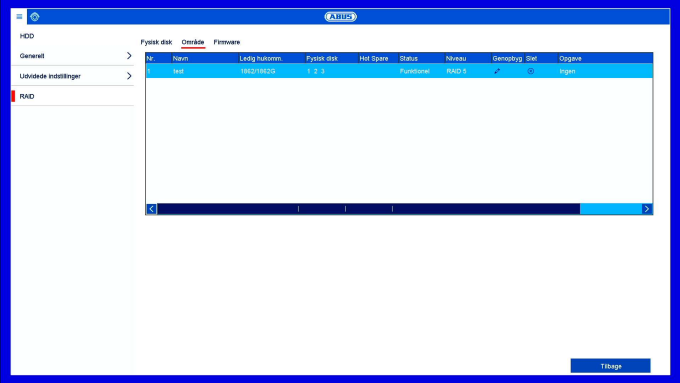 ABUS
HDD
Generell
Udvidede indstillinger
RAID
Fysisk disk Område Firmware
Nr. Navn Ledig hukomm. Fysisk disk Hot Spare Status Niveau Genopbyg Slet Opgave
1 test 1862/1862G 1 2 3 Funktionel RAID 5 Ingen
Tilbage